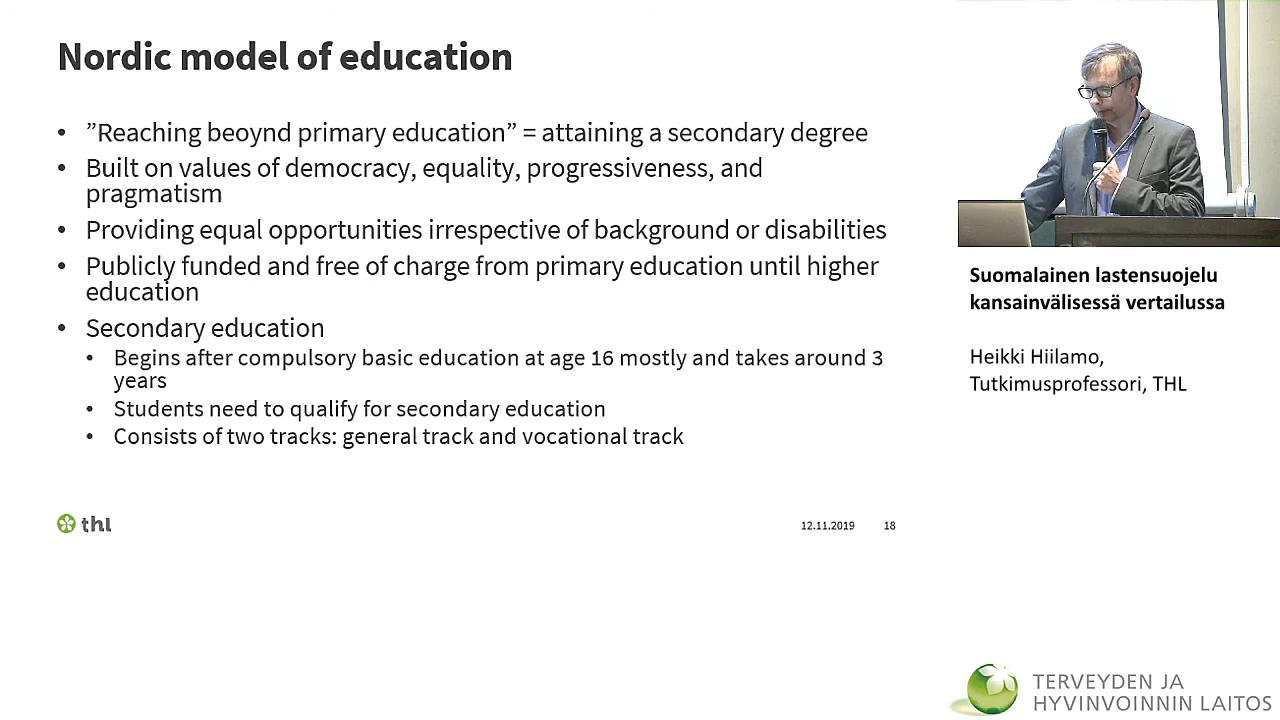 Nordic model of education
• ”Reaching beoynd primary education” = attaining a secondary degree
• Built on values of democracy, equality, progressiveness, and
pragmatism
• Providing equal opportunities irrespective of background or disabilities
• Publicly funded and free of charge from primary education until higher
education
• Secondary education
• Begins after compulsory basic education at age 16 mostly and takes around 3
years
• Students need to qualify for secondary education
• Consists of two tracks: general track and vocational track
thl
12.11.2019 18
Suomalainen lastensuojelu
kansainvälisessä vertailussa
Heikki Hiilamo,
Tutkimusprofessori, THL
TERVEYDEN JA
HYVINVOINNIN LAITOS